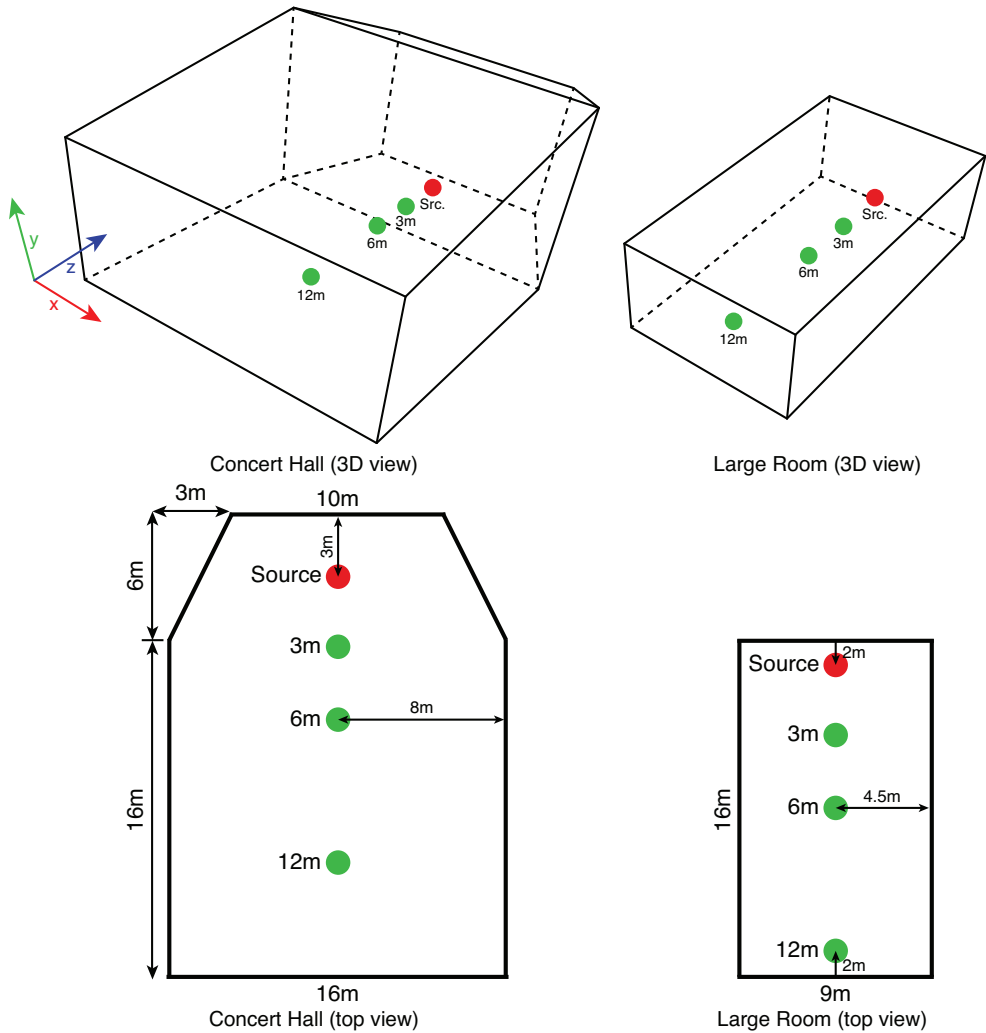 Src.
3m
6m
12m
y
z
x
Concert Hall (3D view)
Src.
3m
6m
12m
Large Room (3D view)
3m
10m
6m
3m
Source
3m
6m
8m
16m
12m
16m
Concert Hall (top view)
2m
Source
3m
4.5m
6m
16m
12m
2m
9m
Large Room (top view)